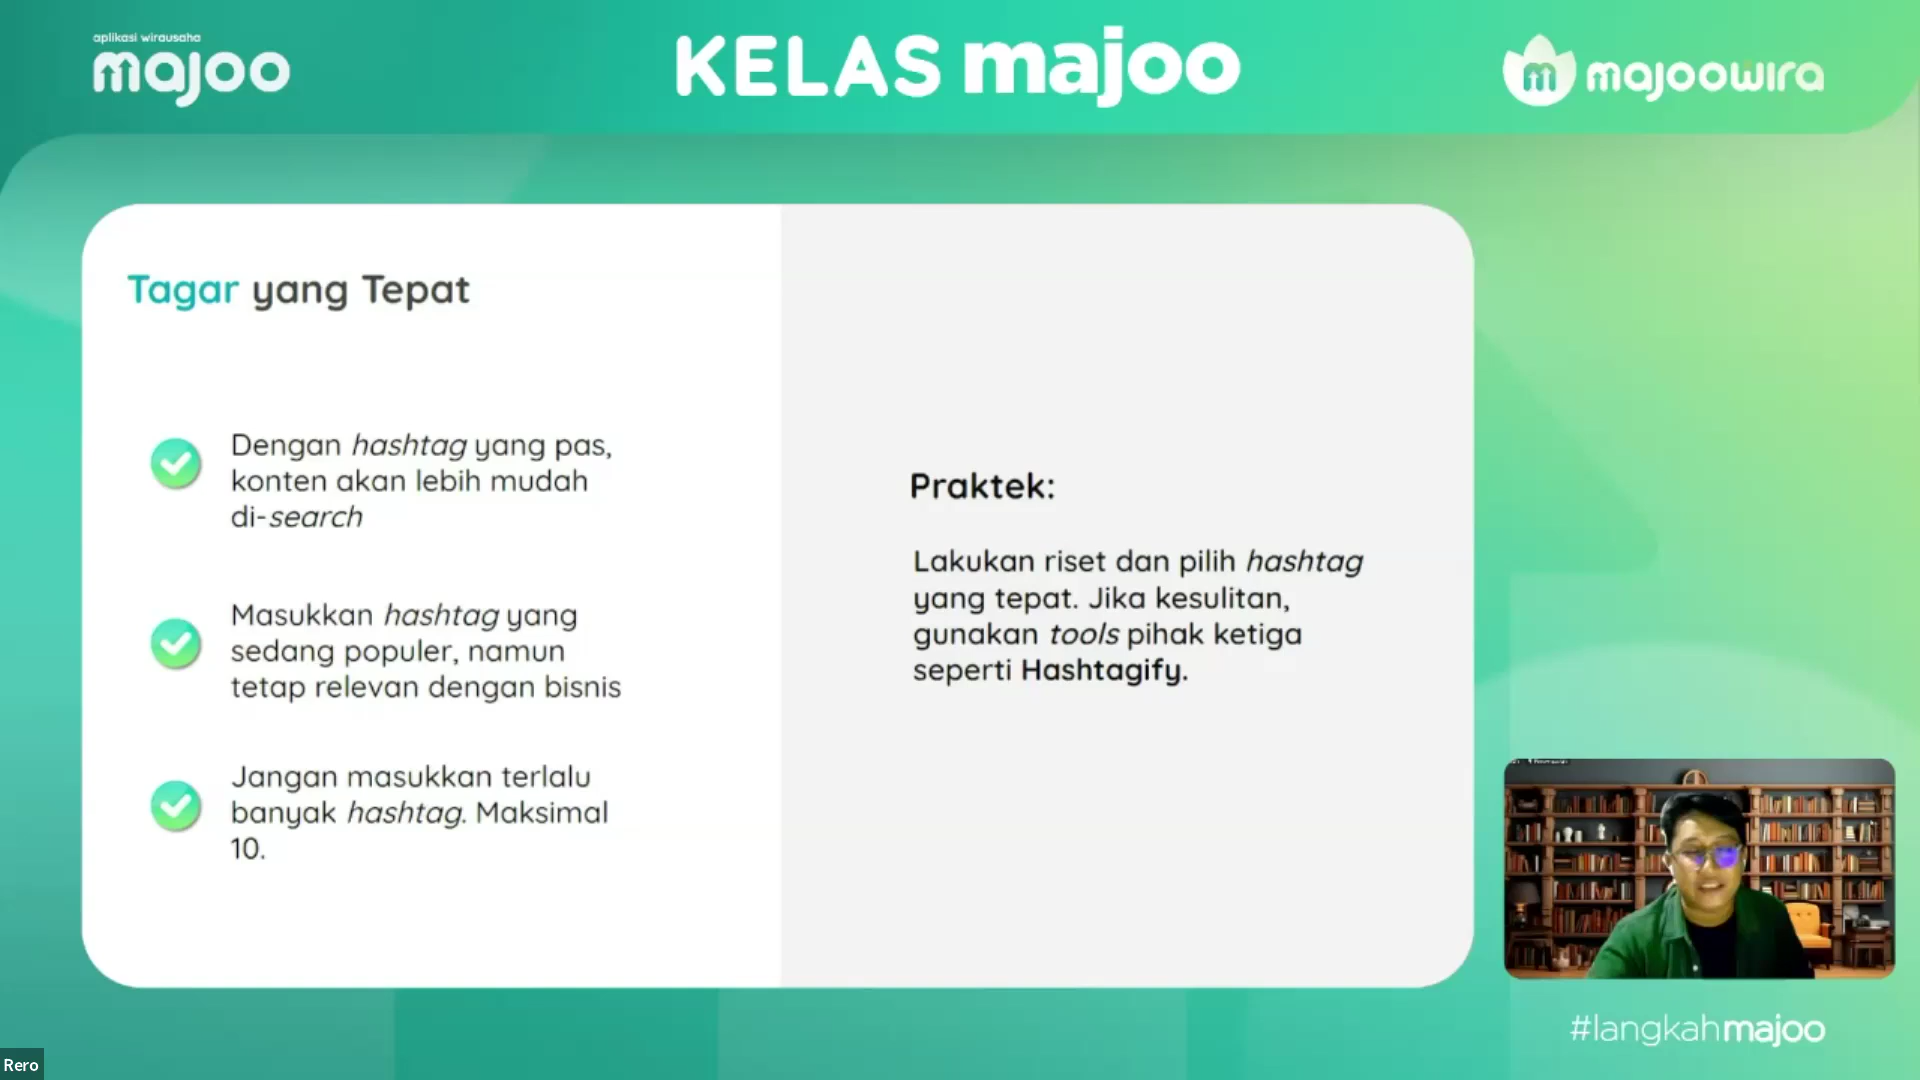 aplikasi wirausaha
majoo
KELAS majoo
majoowira
Tagar yang Tepat
Dengan hashtag yang pas,
konten akan lebih mudah
di-search
Masukkan hashtag yang
sedang populer, namun
tetap relevan dengan bisnis
Jangan masukkan terlalu
banyak hashtag. Maksimal
10.
Praktek:
Lakukan riset dan pilih hashtag
yang tepat. Jika kesulitan,
gunakan tools pihak ketiga
seperti Hashtagify.
#langkahmajoo
Rero